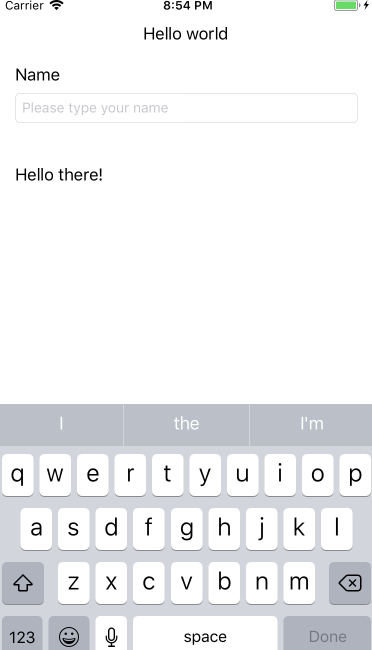 Carrier 8:54 PM
Hello world
Name
Please type your name
Hello there!
I the I'm
q w e r t y u i o p
a s d f g h j k l
z x c v b n m
123 space Done